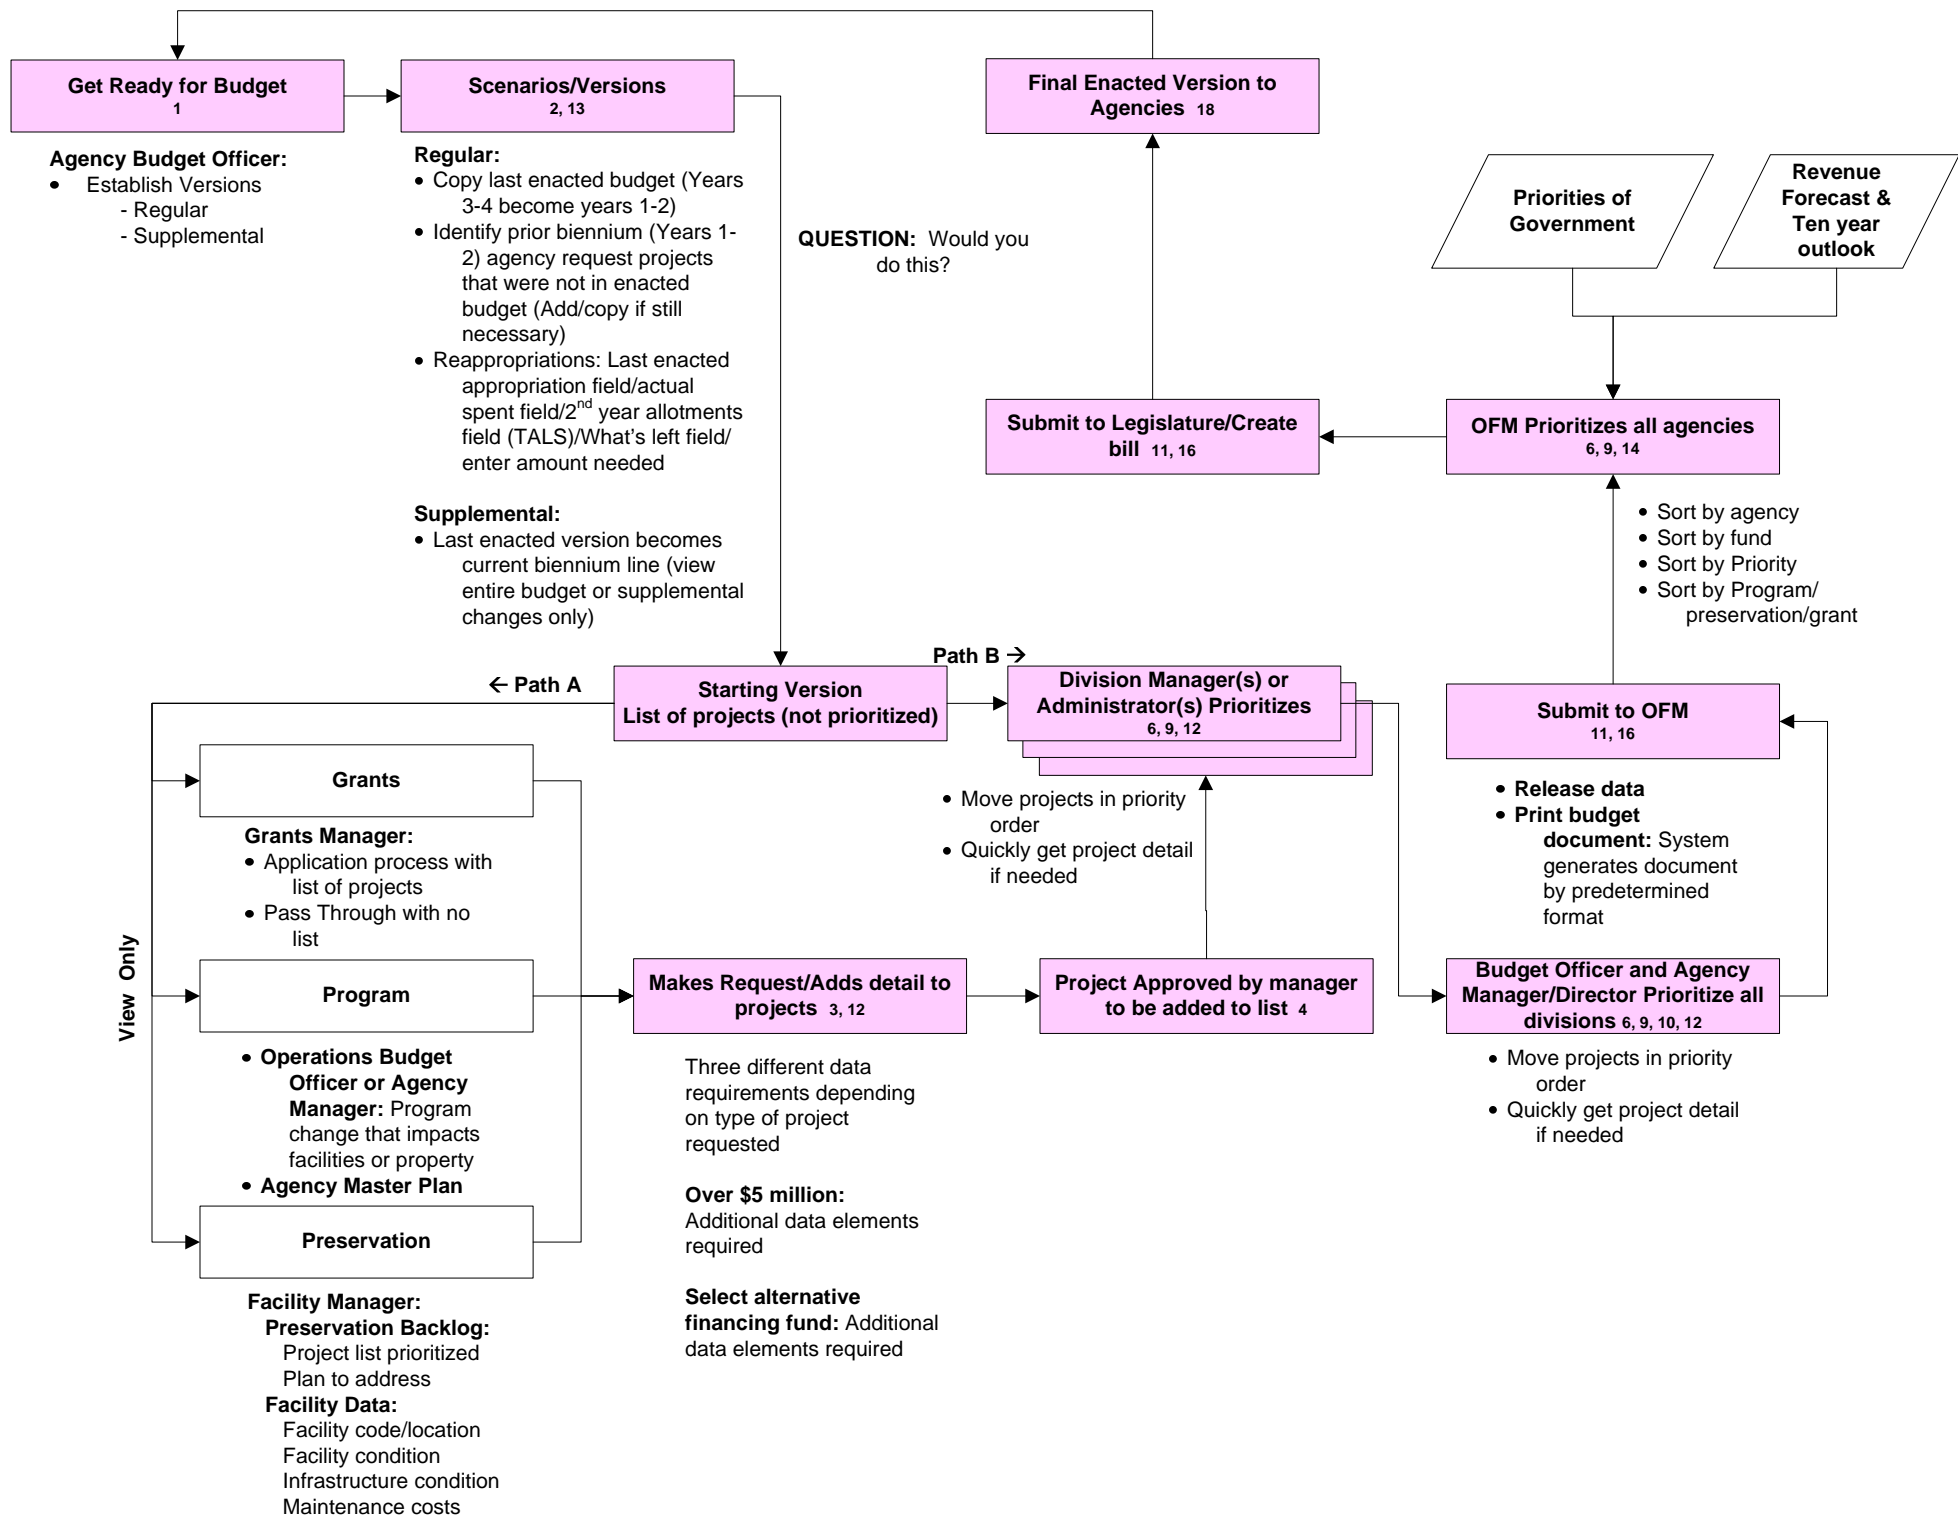 Get Ready for Budget
1
Agency Budget Officer:
• Establish Versions
- Regular
- Supplemental
Scenarios/Versions
2, 13
Regular:
• Copy last enacted budget (Years
3-4 become years 1-2)
• Identify prior biennium (Years 1-
2) agency request projects
that were not in enacted
budget (Add/copy if still
necessary)
• Reappropriations: Last enacted
appropriation field/actual
spent field/2nd year allotments
field (TALS)/What's left field/
enter amount needed
Supplemental:
• Last enacted version becomes
current biennium line (view
entire budget or supplemental
changes only)
QUESTION: Would you
do this?
Final Enacted Version to
Agencies 18
Submit to Legislature/Create
bill 11, 16
Priorities of
Government
Revenue
Forecast &
Ten year
outlook
OFM Prioritizes all agencies
6, 9, 14
• Sort by agency
• Sort by fund
• Sort by Priority
• Sort by Program/
preservation/grant
← Path A
Starting Version
List of projects (not prioritized)
Path B →
Division Manager(s) or
Administrator(s) Prioritizes
6, 9, 12
• Move projects in priority
order
• Quickly get project detail
if needed
Submit to OFM
11, 16
• Release data
• Print budget
document: System
generates document
by predetermined
format
View Only
Grants
Grants Manager:
• Application process with
list of projects
• Pass Through with no
list
Program
• Operations Budget
Officer or Agency
Manager: Program
change that impacts
facilities or property
• Agency Master Plan
Preservation
Facility Manager:
Preservation Backlog:
Project list prioritized
Plan to address
Facility Data:
Facility code/location
Facility condition
Infrastructure condition
Maintenance costs
Makes Request/Adds detail to
projects 3, 12
Three different data
requirements depending
on type of project
requested
Over $5 million:
Additional data elements
required
Select alternative
financing fund: Additional
data elements required
Project Approved by manager
to be added to list 4
Budget Officer and Agency
Manager/Director Prioritize all
divisions 6, 9, 10, 12
• Move projects in priority
order
• Quickly get project detail
if needed